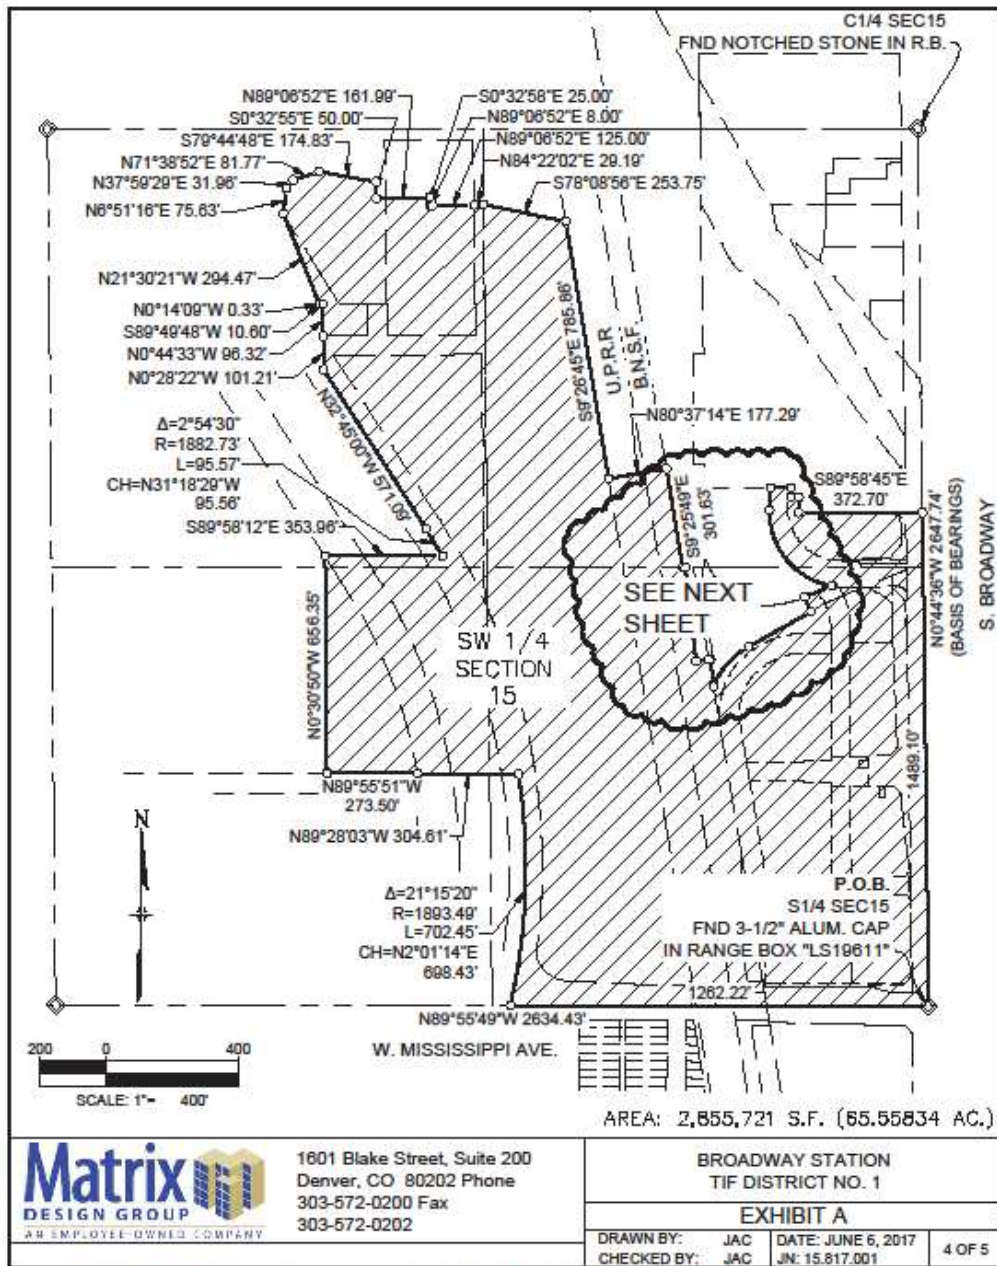 C1/4 SEC15
FND NOTCHED STONE IN R.B.
N89°06'52"E 161.99'
S0°32'55"E 50.00'
S79°44'48"E 174.83'
N71°38'52"E 81.77'
N37°59'29"E 31.96'
N6°51'16"E 75.63'
S0°32'58"E 25.00'
N89°06'52"E 8.00'
N89°06'52"E 125.00'
N84°22'02"E 29.19'
S78°08'56"E 253.75'
N21°30'21"W 294.47'
N0°14'09"W 0.33'
S89°49'48"W 10.60'
N0°44'33"W 96.32'
N0°28'22"W 101.21'
S9°26'45"E 785.86'
U.P.R.R
B.N.S.F.
N32°45'00"W 571.09'
Δ=2°54'30"
R=1882.73'
L=95.57'
CH=N31°18'29"W
95.56'
S89°58'12"E 353.96'
N80°37'14"E 177.29'
S9°25'49"E
301.63'
S89°58'45"E
372.70'
N0°44'36"W 2647.74'
(BASIS OF BEARINGS)
S. BROADWAY
SEE NEXT
SHEET
SW 1/4
SECTION
15
N0°30'50"W 656.35'
1489.10'
N89°55'51"W
273.50'
N89°28'03"W 304.61'
N
Δ=21°15'20"
R=1893.49'
L=702.45'
CH=N2°01'14"E
698.43'
P.O.B.
S1/4 SEC15
FND 3-1/2" ALUM. CAP
IN RANGE BOX "LS19611"
1262.22'
N89°55'49"W 2634.43'
W. MISSISSIPPI AVE.
200 0 400
SCALE: 1"= 400'
AREA: 2,855,721 S.F. (65.55834 AC.)
Matrix
DESIGN GROUP
AN EMPLOYEE-OWNED COMPANY
1601 Blake Street, Suite 200
Denver, CO 80202 Phone
303-572-0200 Fax
303-572-0202
BROADWAY STATION
TIF DISTRICT NO. 1
EXHIBIT A
DRAWN BY: JAC
CHECKED BY: JAC
DATE: JUNE 6, 2017
JN: 15.817.001
4 OF 5